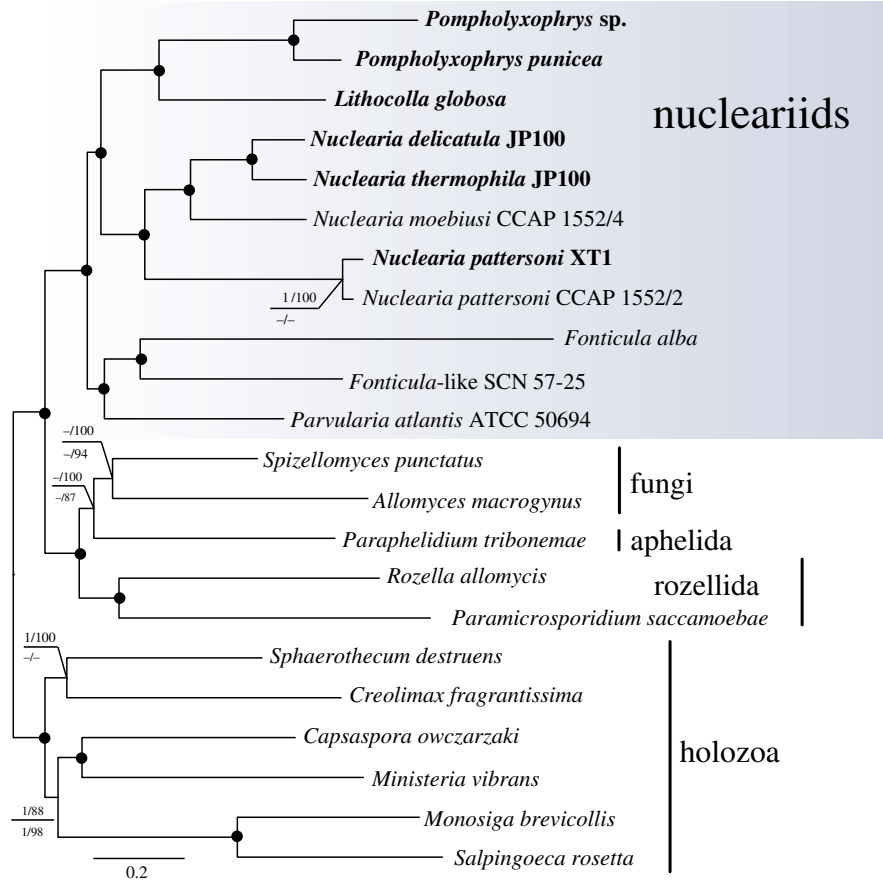 Pompholyxophrys sp.
Pompholyxophrys punicea
Lithocolla globosa
nucleariids
Nuclearia delicatula JP100
Nuclearia thermophila JP100
Nuclearia moebiusi CCAP 1552/4
Nuclearia pattersoni XT1
1/100
–/–
Nuclearia pattersoni CCAP 1552/2
Fonticula alba
Fonticula-like SCN 57-25
Parvularia atlantis ATCC 50694
–/100
–/94
Spizellomyces punctatus
fungi
–/100
–/87
Allomyces macrogynus
Paraphelidium tribonemae
aphelida
Rozella allomycis
rozellida
Paramicrosporidium saccamoebae
1/100
–/–
Sphaerothecum destruens
Creolimax fragrantissima
Capsaspora owczarzaki
holozoa
Ministeria vibrans
1/88
1/98
Monosiga brevicollis
Salpingoeca rosetta
0.2